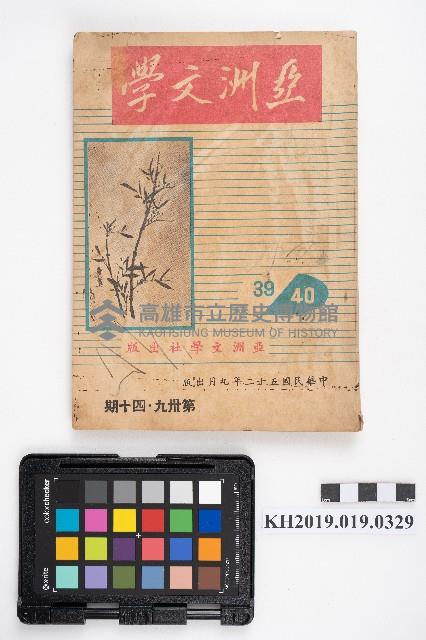 亞洲文學
39
40
高雄市立歷史博物館
KAOHSIUNG MUSEUM OF HISTORY
亞洲文學社出版
中華民國五十二年九月出版
第卅九·四十期
colorchecker
x-rite
KH2019.019.0329